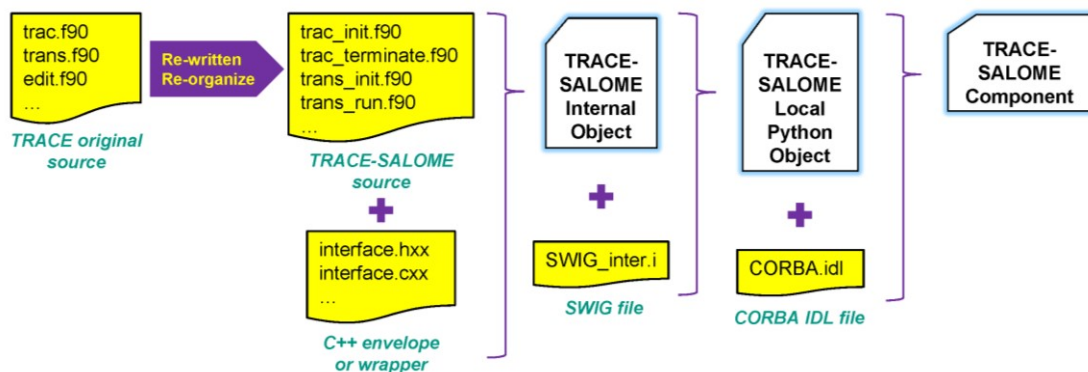 trac.f90
trans.f90
edit.f90
...
TRACE original
source
Re-written
Re-organize
trac_init.f90
trac_terminate.f90
trans_init.f90
trans_run.f90
...
TRACE-SALOME
source
+
interface.hxx
interface.cxx
...
C++ envelope
or wrapper
TRACE-
SALOME
Internal
Object
+
SWIG_inter.i
SWIG file
TRACE-
SALOME
Local
Python
Object
+
CORBA.idl
CORBA IDL file
TRACE-
SALOME
Component